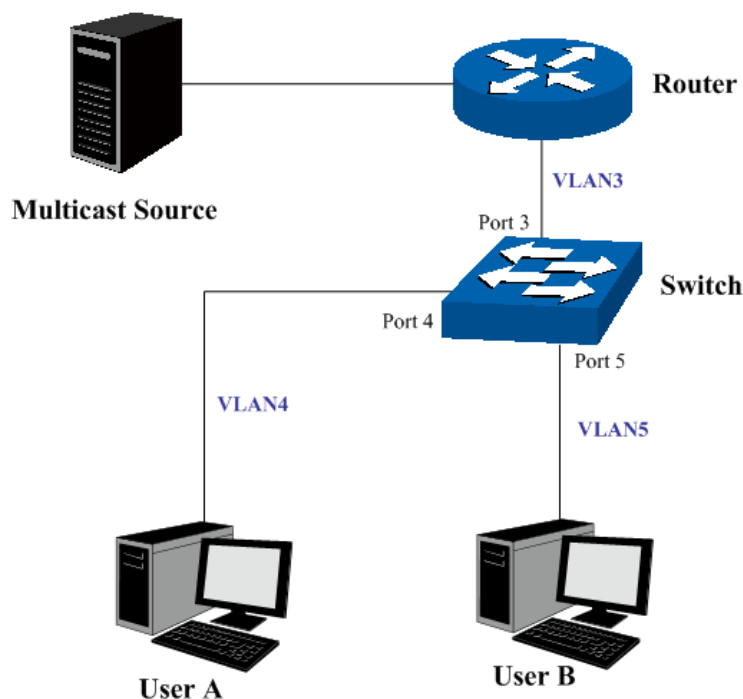 Router
VLAN3
Multicast Source
Port 3
Switch
Port 4
Port 5
VLAN4
VLAN5
User A
User B